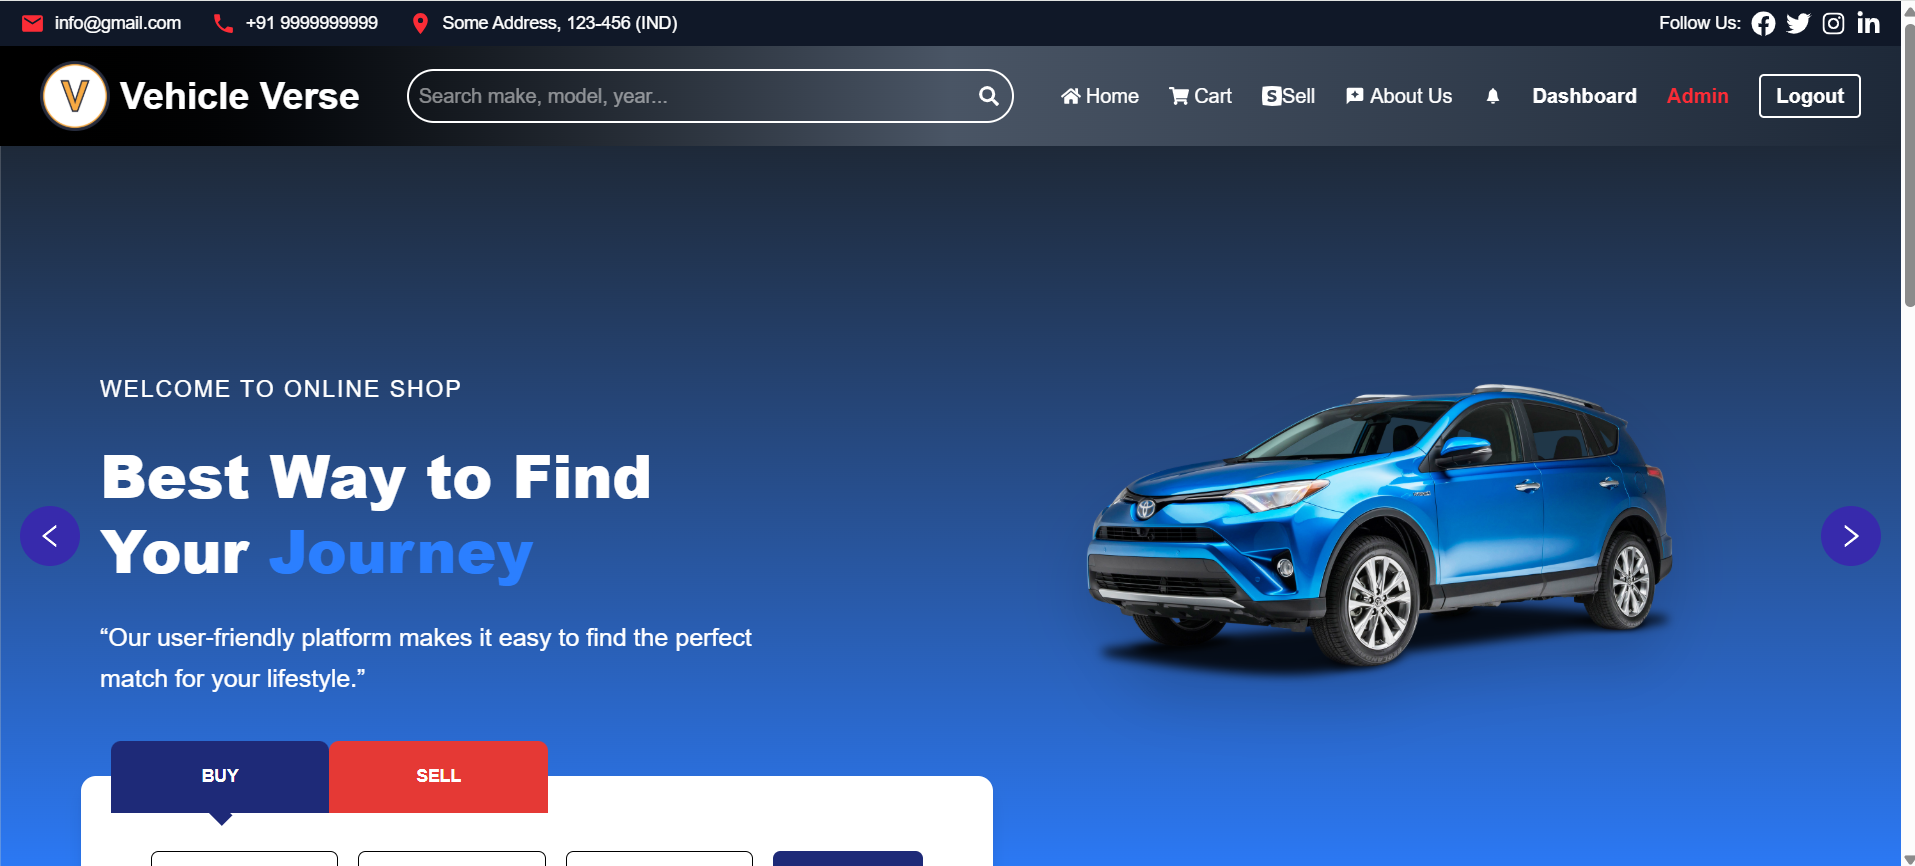 info@gmail.com +91 9999999999 Some Address, 123-456 (IND) Follow Us:
V Vehicle Verse Search make, model, year... Home Cart SSell About Us Dashboard Admin Logout
WELCOME TO ONLINE SHOP
Best Way to Find
Your Journey
“Our user-friendly platform makes it easy to find the perfect
match for your lifestyle.”
BUY SELL